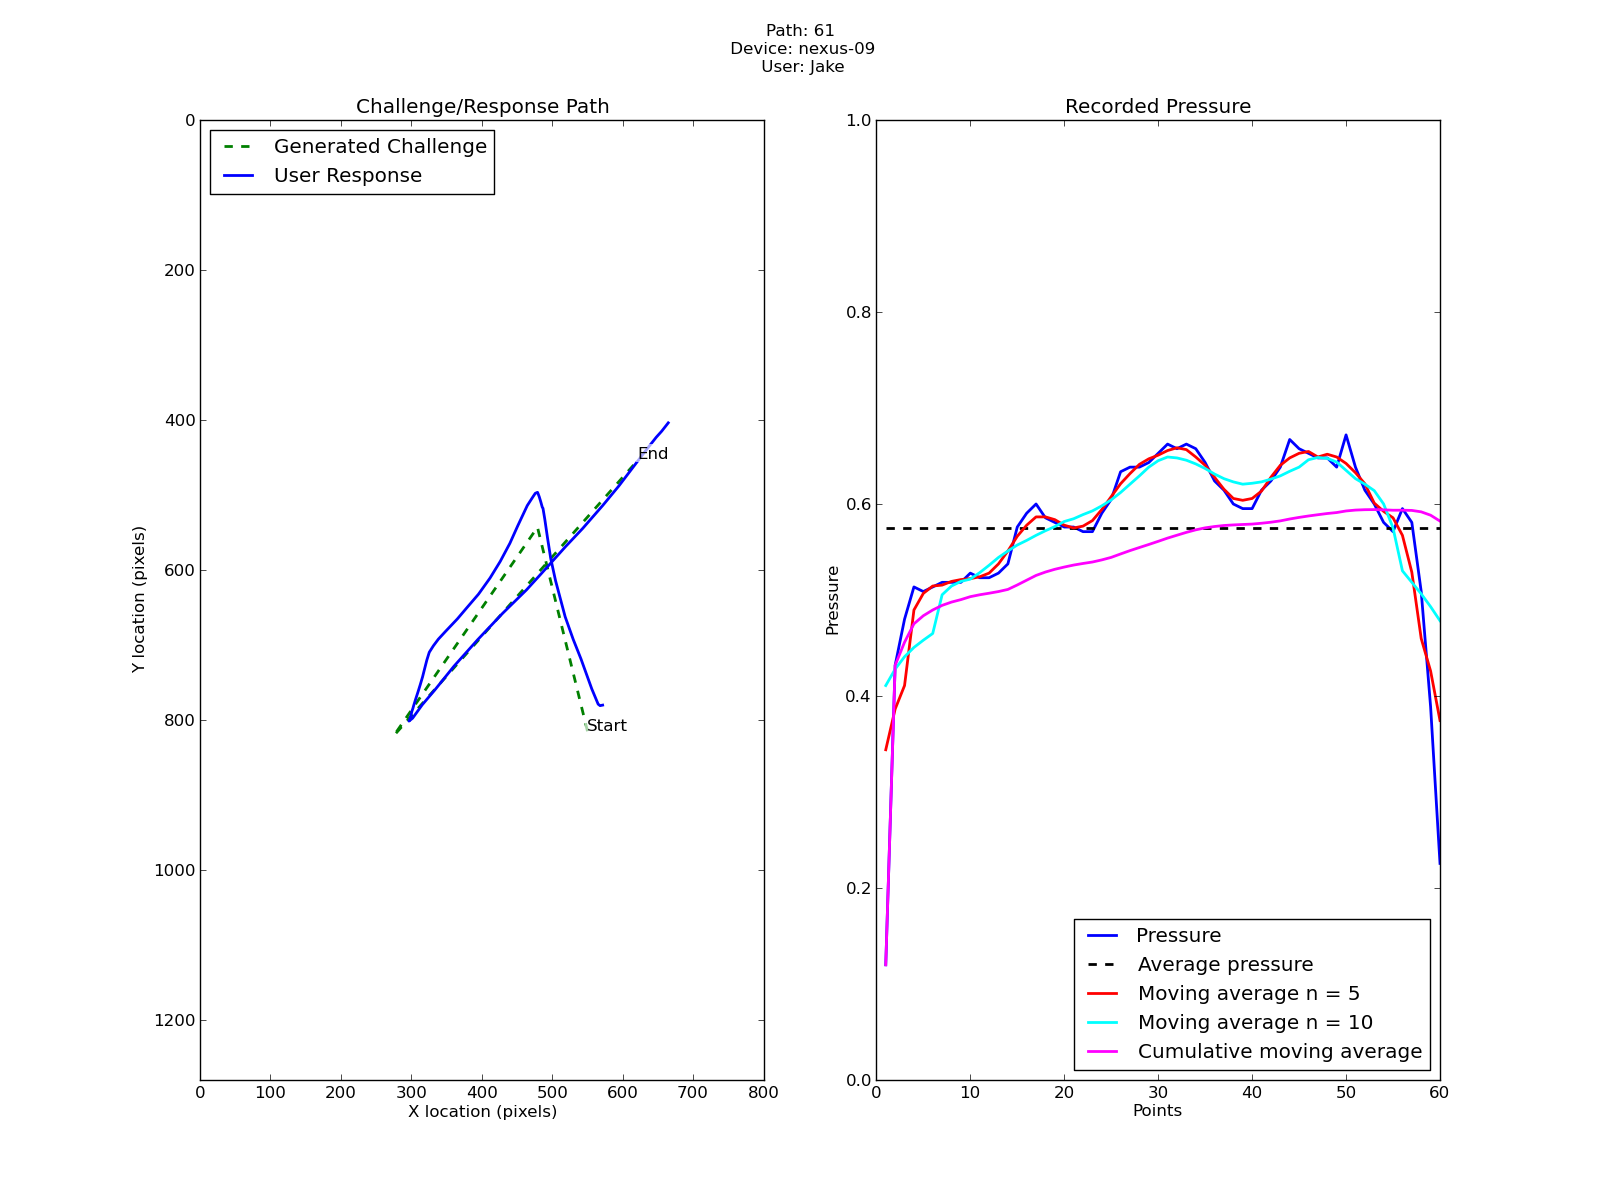 Path: 61
Device: nexus-09
User: Jake
Challenge/Response Path
Generated Challenge
User Response
0
200
400
600
800
1000
1200
Y location (pixels)
End
Start
0 100 200 300 400 500 600 700 800
X location (pixels)
Recorded Pressure
1.0
0.8
0.6
0.4
0.2
0.0
Pressure
Pressure
Average pressure
Moving average n = 5
Moving average n = 10
Cumulative moving average
0 10 20 30 40 50 60
Points